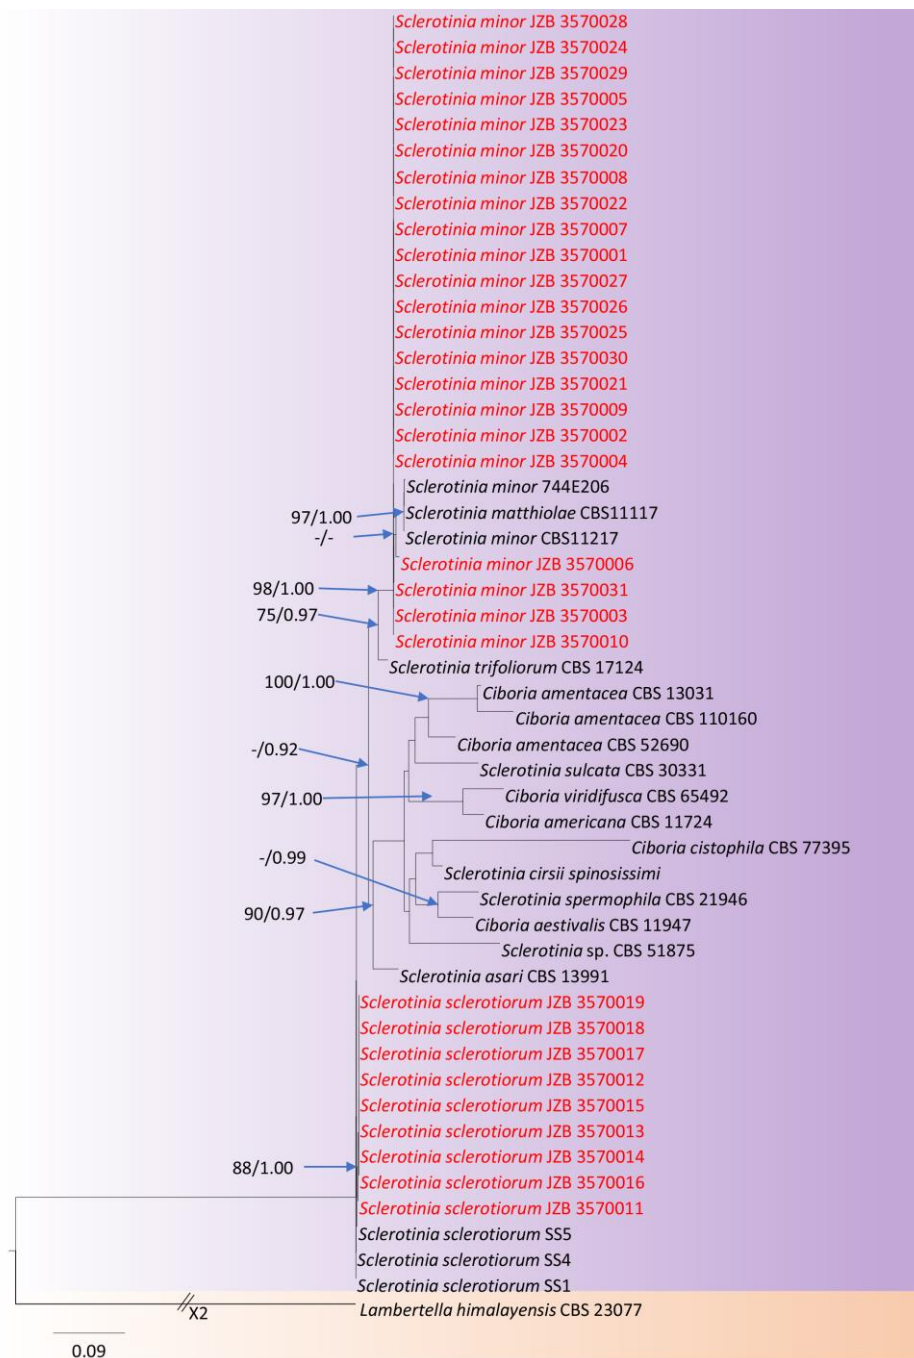 Sclerotinia minor JZB 3570028
Sclerotinia minor JZB 3570024
Sclerotinia minor JZB 3570029
Sclerotinia minor JZB 3570005
Sclerotinia minor JZB 3570023
Sclerotinia minor JZB 3570020
Sclerotinia minor JZB 3570008
Sclerotinia minor JZB 3570022
Sclerotinia minor JZB 3570007
Sclerotinia minor JZB 3570001
Sclerotinia minor JZB 3570027
Sclerotinia minor JZB 3570026
Sclerotinia minor JZB 3570025
Sclerotinia minor JZB 3570030
Sclerotinia minor JZB 3570021
Sclerotinia minor JZB 3570009
Sclerotinia minor JZB 3570002
Sclerotinia minor JZB 3570004
Sclerotinia minor 744E206
97/1.00
Sclerotinia matthiolae CBS11117
-/-
Sclerotinia minor CBS11217
Sclerotinia minor JZB 3570006
98/1.00
Sclerotinia minor JZB 3570031
75/0.97
Sclerotinia minor JZB 3570003
Sclerotinia minor JZB 3570010
Sclerotinia trifoliorum CBS 17124
100/1.00
Ciboria amentacea CBS 13031
Ciboria amentacea CBS 110160
-/0.92
Ciboria amentacea CBS 52690
Sclerotinia sulcata CBS 30331
97/1.00
Ciboria viridifusca CBS 65492
Ciboria americana CBS 11724
Ciboria cistophila CBS 77395
-/0.99
Sclerotinia cirsii spinosissimi
Sclerotinia spermophila CBS 21946
90/0.97
Ciboria aestivalis CBS 11947
Sclerotinia sp. CBS 51875
Sclerotinia asari CBS 13991
Sclerotinia sclerotiorum JZB 3570019
Sclerotinia sclerotiorum JZB 3570018
Sclerotinia sclerotiorum JZB 3570017
Sclerotinia sclerotiorum JZB 3570012
Sclerotinia sclerotiorum JZB 3570015
Sclerotinia sclerotiorum JZB 3570013
Sclerotinia sclerotiorum JZB 3570014
88/1.00
Sclerotinia sclerotiorum JZB 3570016
Sclerotinia sclerotiorum JZB 3570011
Sclerotinia sclerotiorum SS5
Sclerotinia sclerotiorum SS4
Sclerotinia sclerotiorum SS1
X2
Lambertella himalayensis CBS 23077
0.09